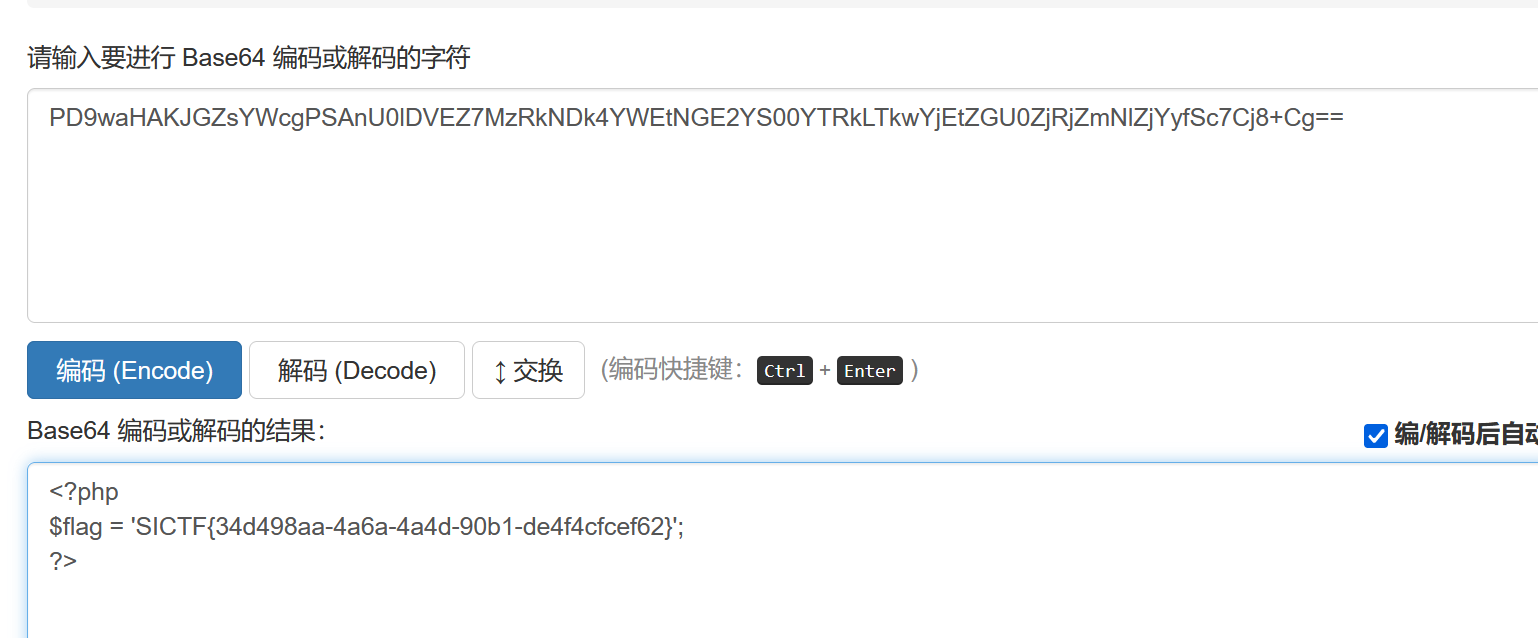 请输入要进行 Base64 编码或解码的字符
PD9waHAKJGZsYWcgPSAnU0lDVEZ7MzRkNDk4YWEtNGE2YS00YTRkLTkwYjEtZGU0ZjRjZmNlZjYyfSc7Cj8+Cg==
编码 (Encode) 解码 (Decode) ↕ 交换 (编码快捷键： Ctrl + Enter )
Base64 编码或解码的结果： 编/解码后自动
<?php
$flag = 'SICTF{34d498aa-4a6a-4a4d-90b1-de4f4cfcef62}';
?>